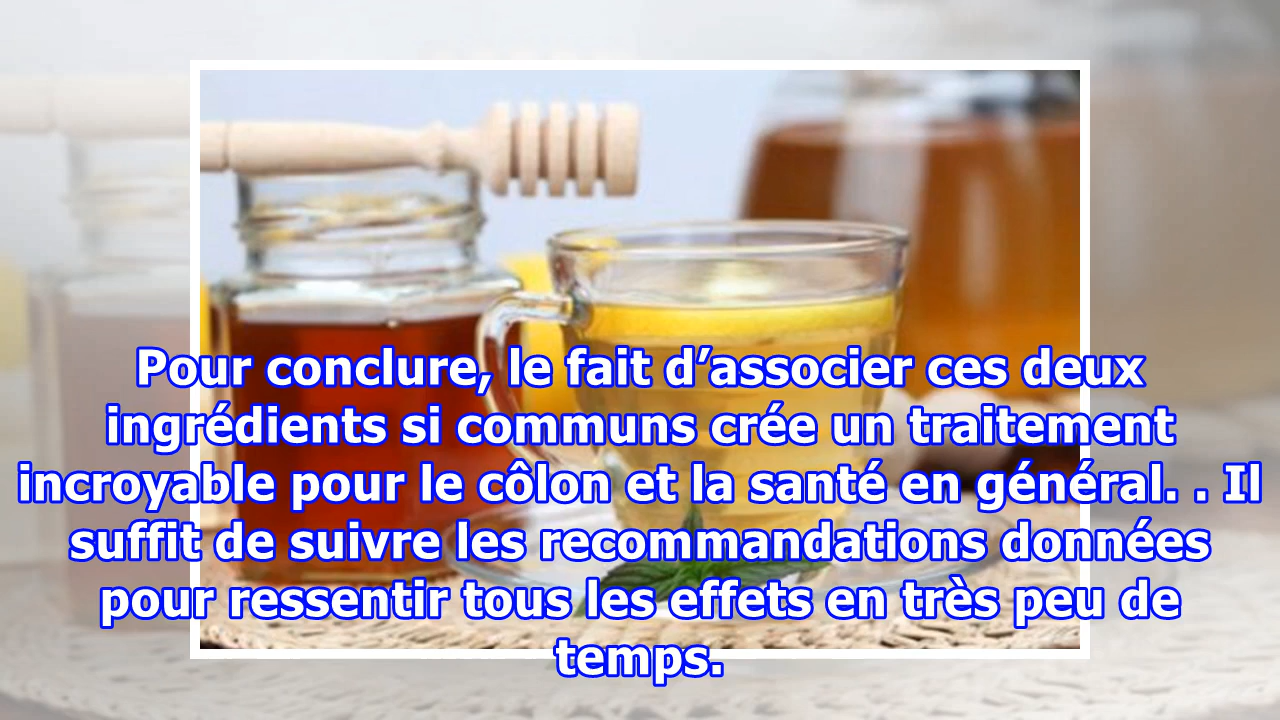 Pour conclure, le fait d’associer ces deux
ingrédients si communs crée un traitement
incroyable pour le côlon et la santé en général. . Il
suffit de suivre les recommandations données
pour ressentir tous les effets en très peu de
temps.